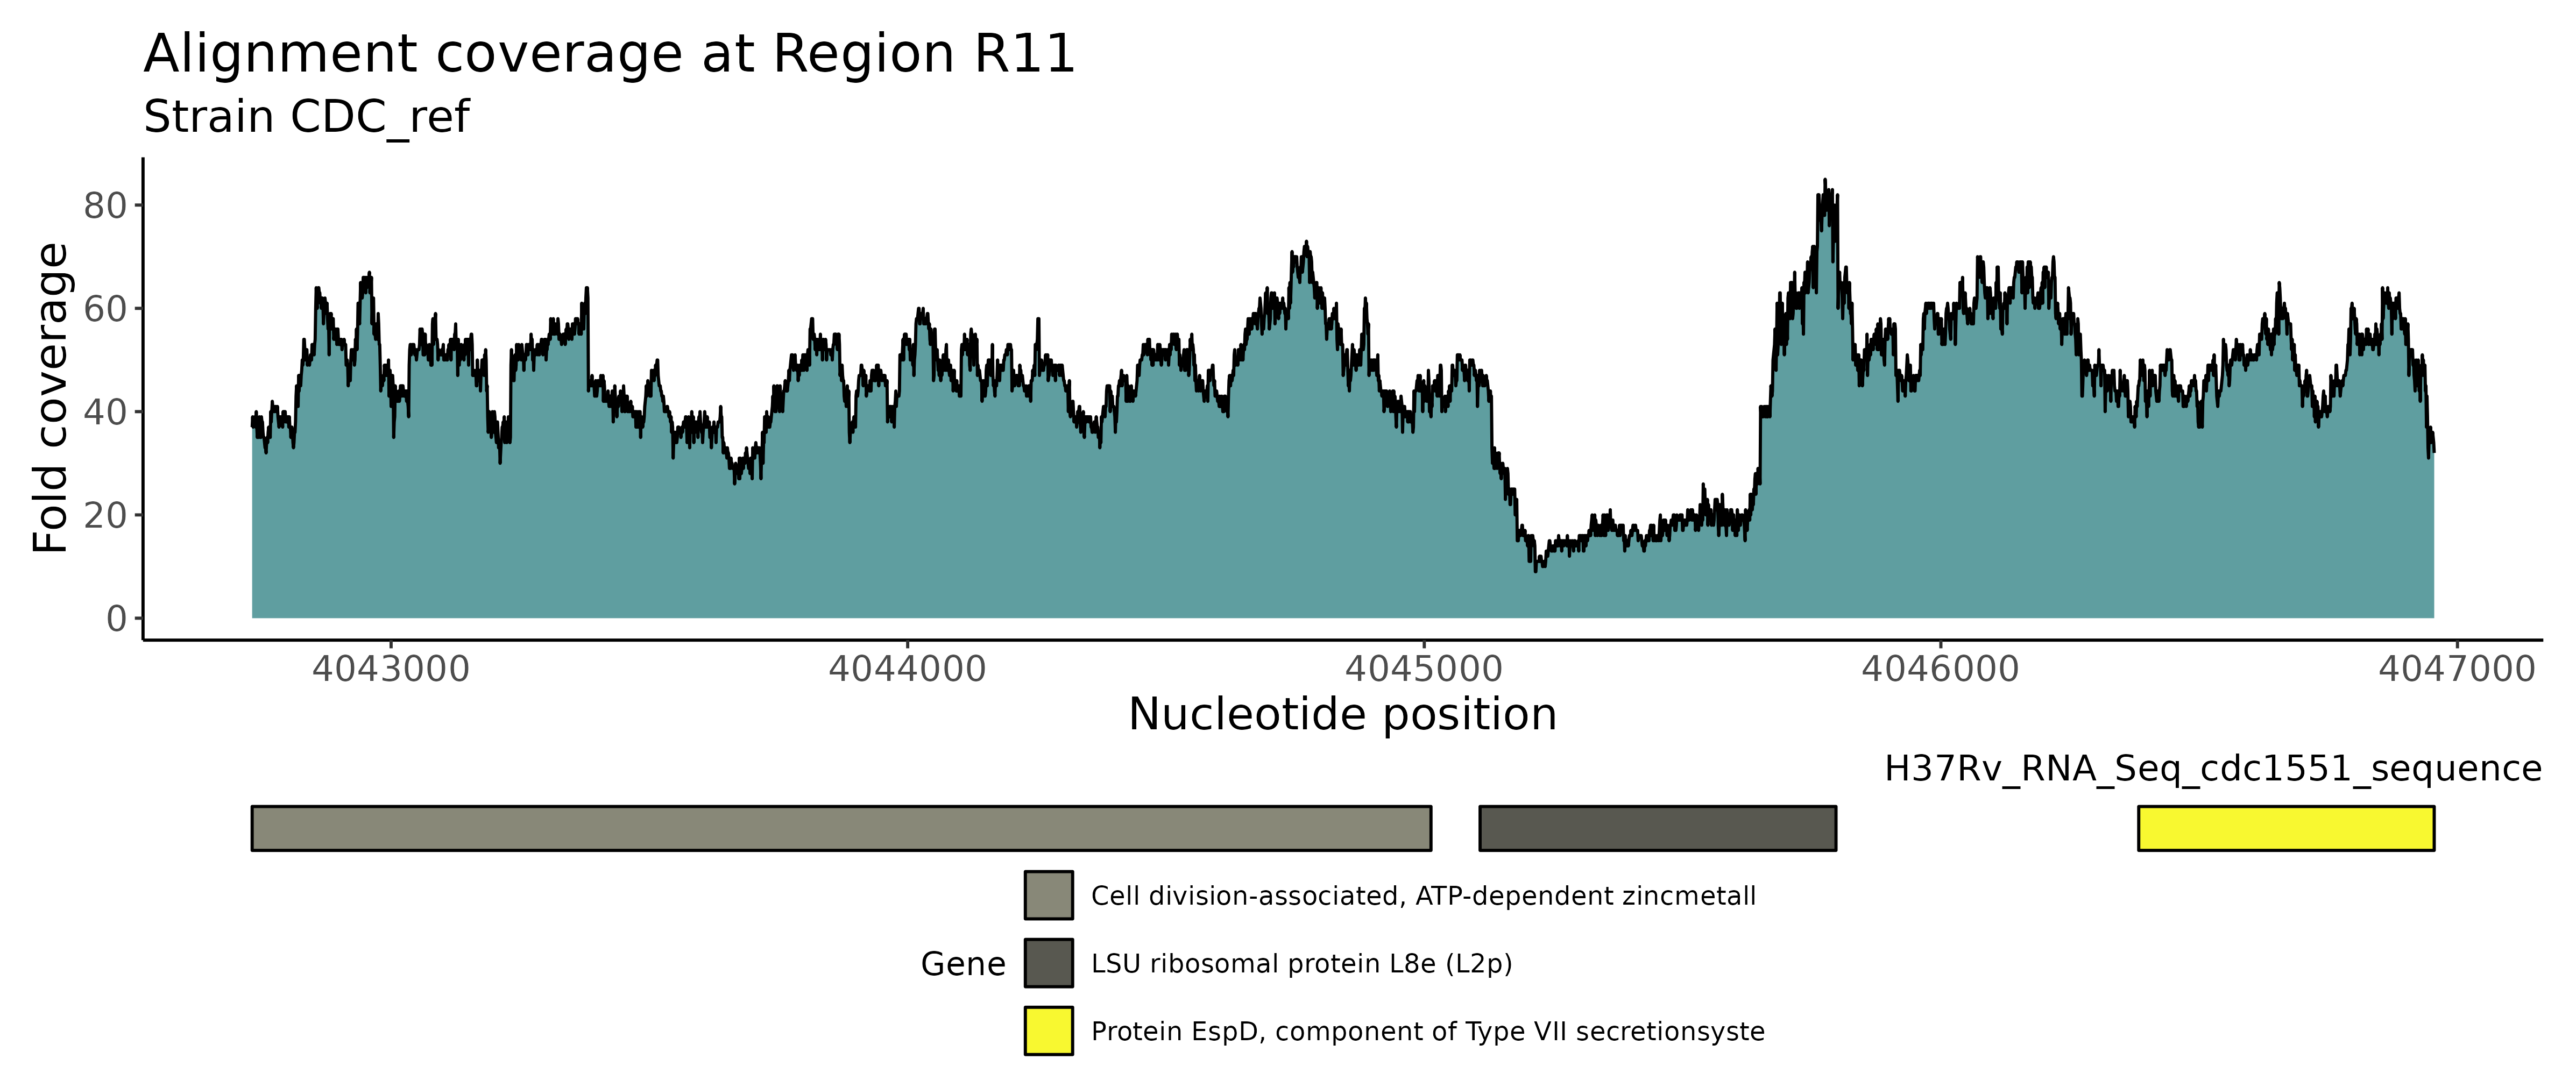 Alignment coverage at Region R11
Strain CDC_ref
Fold coverage
80
60
40
20
0
4043000 4044000 4045000 4046000 4047000
Nucleotide position
H37Rv_RNA_Seq_cdc1551_sequence
Gene
Cell division-associated, ATP-dependent zincmetall
LSU ribosomal protein L8e (L2p)
Protein EspD, component of Type VII secretionsyste